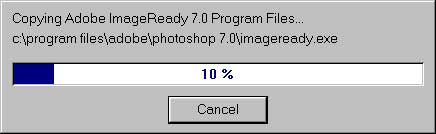 Copying Adobe ImageReady 7.0 Program Files...
c:\program files\adobe\photoshop 7.0\imageready.exe
10 %
Cancel